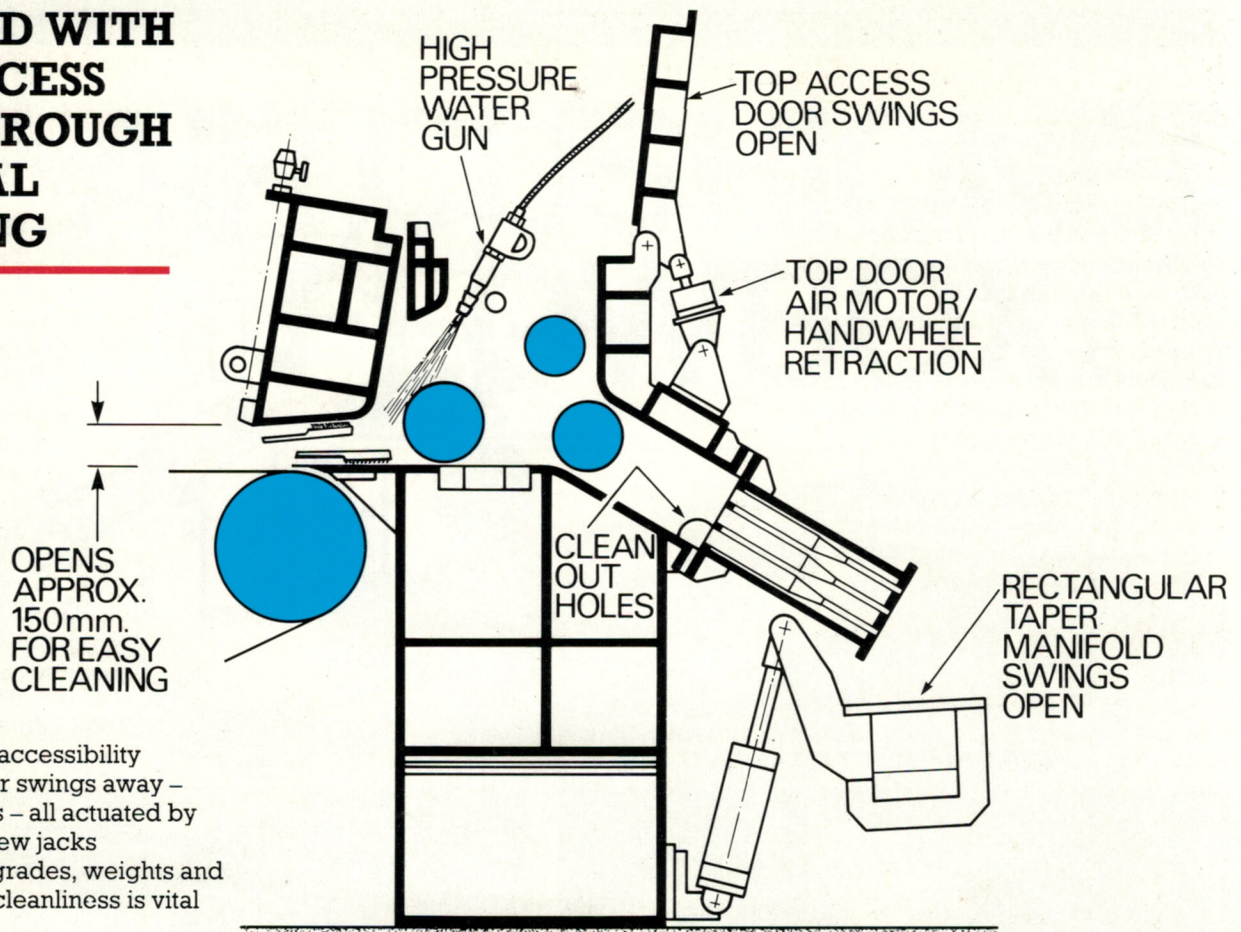 D WITH
CESS
ROUGH
AL
NG
HIGH
PRESSURE
WATER
GUN
TOP ACCESS
DOOR SWINGS
OPEN
TOP DOOR
AIR MOTOR/
HANDWHEEL
RETRACTION
OPENS
APPROX.
150mm.
FOR EASY
CLEANING
CLEAN
OUT
HOLES
RECTANGULAR
TAPER
MANIFOLD
SWINGS
OPEN
accessibility
r swings away –
s – all actuated by
ew jacks
grades, weights and
cleanliness is vital